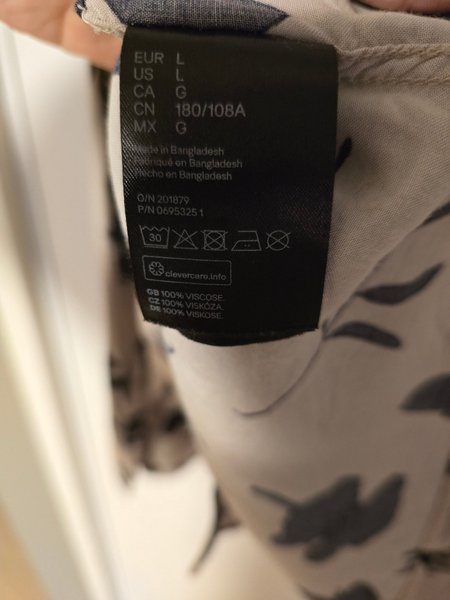 EUR L
US L
CA G
CN 180/108A
MX G
Made in Bangladesh
Fabriqué en Bangladesh
Hecho en Bangladesh
O/N 201879
P/N 06953251
30
clevercare.info
GB 100% VISCOSE.
CZ 100% VISKÓZA.
DE 100% VISKOSE.